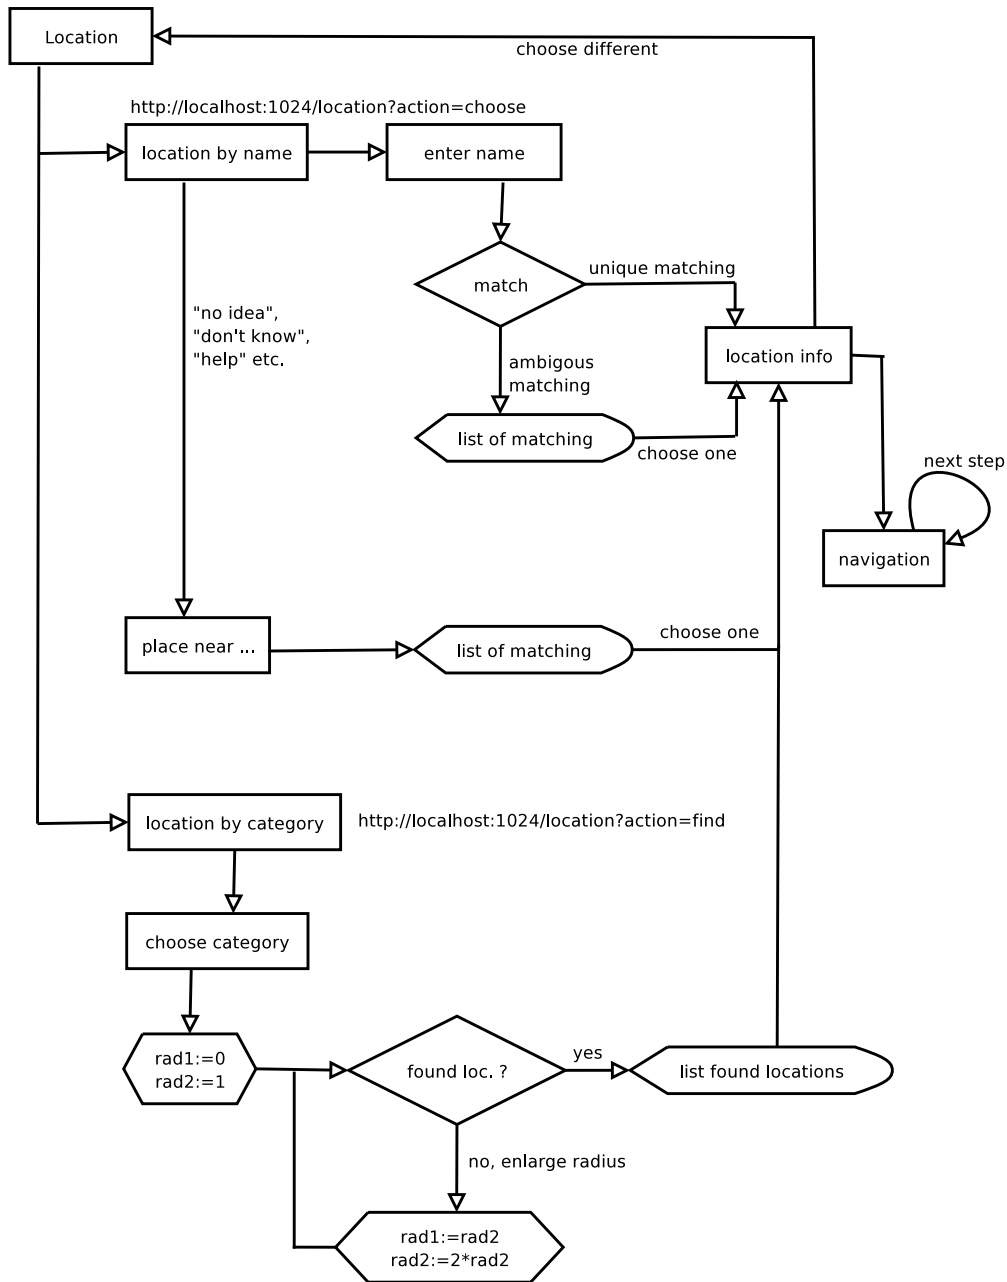 Location
choose different
http://localhost:1024/location?action=choose
location by name
enter name
match
unique matching
"no idea",
"don't know",
"help" etc.
location info
ambigous
matching
list of matching
choose one
next step
navigation
place near ...
list of matching
choose one
location by category
http://localhost:1024/location?action=find
choose category
rad1:=0
rad2:=1
found loc. ?
yes
list found locations
no, enlarge radius
rad1:=rad2
rad2:=2*rad2